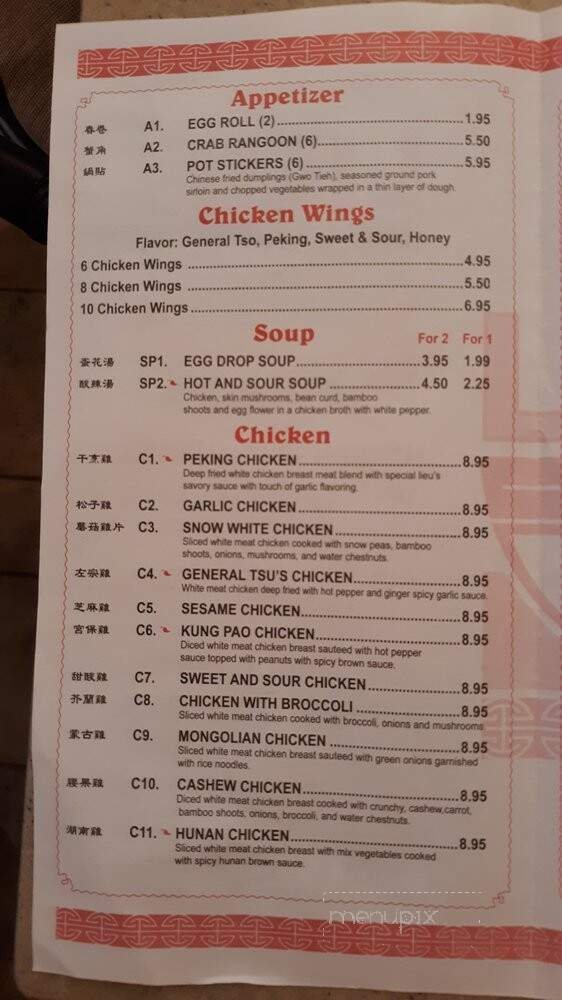 Appetizer
春卷 A1. EGG ROLL (2) 1.95
蟹角 A2. CRAB RANGOON (6) 5.50
鍋貼 A3. POT STICKERS (6) 5.95
Chinese fried dumplings (Gwo Tieh), seasoned ground pork
sirloin and chopped vegetables wrapped in a thin layer of dough.
Chicken Wings
Flavor: General Tso, Peking, Sweet & Sour, Honey
6 Chicken Wings 4.95
8 Chicken Wings 5.50
10 Chicken Wings 6.95
Soup For 2 For 1
蛋花湯 SP1. EGG DROP SOUP 3.95 1.99
酸辣湯 SP2. HOT AND SOUR SOUP 4.50 2.25
Chicken, skin mushrooms, bean curd, bamboo
shoots and egg flower in a chicken broth with white pepper.
Chicken
干烹雞 C1. PEKING CHICKEN 8.95
Deep fried white chicken breast meat blend with special lieu's
savory sauce with touch of garlic flavoring.
松子雞 C2. GARLIC CHICKEN 8.95
蘑菇雞片 C3. SNOW WHITE CHICKEN 8.95
Sliced white meat chicken cooked with snow peas, bamboo
shoots, onions, mushrooms, and water chestnuts.
左宗雞 C4. GENERAL TSU'S CHICKEN 8.95
White meat chicken deep fried with hot pepper and ginger spicy garlic sauce.
芝麻雞 C5. SESAME CHICKEN 8.95
宮保雞 C6. KUNG PAO CHICKEN 8.95
Diced white meat chicken breast sauteed with hot pepper
sauce topped with peanuts with spicy brown sauce.
甜酸雞 C7. SWEET AND SOUR CHICKEN 8.95
芥蘭雞 C8. CHICKEN WITH BROCCOLI 8.95
Sliced white meat chicken cooked with broccoli, onions and mushrooms.
蒙古雞 C9. MONGOLIAN CHICKEN 8.95
Sliced white meat chicken breast sauteed with green onions garnished
with rice noodles.
腰果雞 C10. CASHEW CHICKEN 8.95
Diced white meat chicken breast cooked with crunchy, cashew,carrot,
bamboo shoots, onions, broccoli, and water chestnuts.
湖南雞 C11. HUNAN CHICKEN 8.95
Sliced white meat chicken breast with mix vegetables cooked
with spicy hunan brown sauce.
menupix